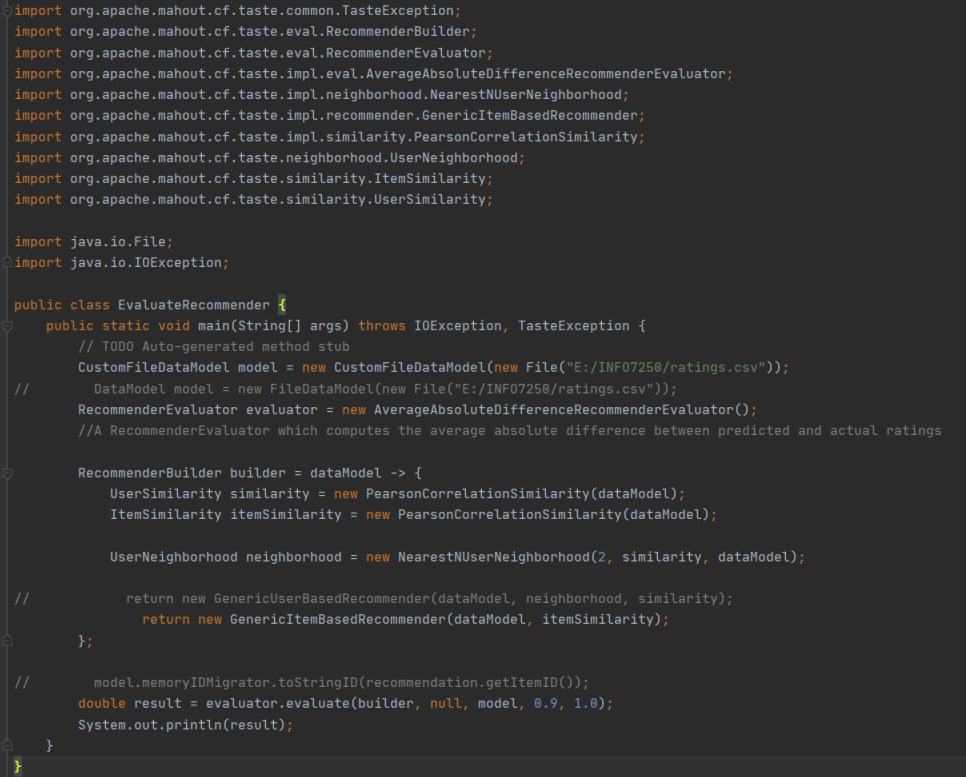 import org.apache.mahout.cf.taste.common.TasteException;
import org.apache.mahout.cf.taste.eval.RecommenderBuilder;
import org.apache.mahout.cf.taste.eval.RecommenderEvaluator;
import org.apache.mahout.cf.taste.impl.eval.AverageAbsoluteDifferenceRecommenderEvaluator;
import org.apache.mahout.cf.taste.impl.neighborhood.NearestNUserNeighborhood;
import org.apache.mahout.cf.taste.impl.recommender.GenericItemBasedRecommender;
import org.apache.mahout.cf.taste.impl.similarity.PearsonCorrelationSimilarity;
import org.apache.mahout.cf.taste.neighborhood.UserNeighborhood;
import org.apache.mahout.cf.taste.similarity.ItemSimilarity;
import org.apache.mahout.cf.taste.similarity.UserSimilarity;

import java.io.File;
import java.io.IOException;

public class EvaluateRecommender {
    public static void main(String[] args) throws IOException, TasteException {
        // TODO Auto-generated method stub
        CustomFileDataModel model = new CustomFileDataModel(new File("E:/INFO7250/ratings.csv"));
//        DataModel model = new FileDataModel(new File("E:/INFO7250/ratings.csv"));
        RecommenderEvaluator evaluator = new AverageAbsoluteDifferenceRecommenderEvaluator();
        //A RecommenderEvaluator which computes the average absolute difference between predicted and actual ratings

        RecommenderBuilder builder = dataModel -> {
            UserSimilarity similarity = new PearsonCorrelationSimilarity(dataModel);
            ItemSimilarity itemSimilarity = new PearsonCorrelationSimilarity(dataModel);

            UserNeighborhood neighborhood = new NearestNUserNeighborhood(2, similarity, dataModel);

//            return new GenericUserBasedRecommender(dataModel, neighborhood, similarity);
                return new GenericItemBasedRecommender(dataModel, itemSimilarity);
        };

//        model.memoryIDMigrator.toStringID(recommendation.getItemID());
        double result = evaluator.evaluate(builder, null, model, 0.9, 1.0);
        System.out.println(result);
    }
}